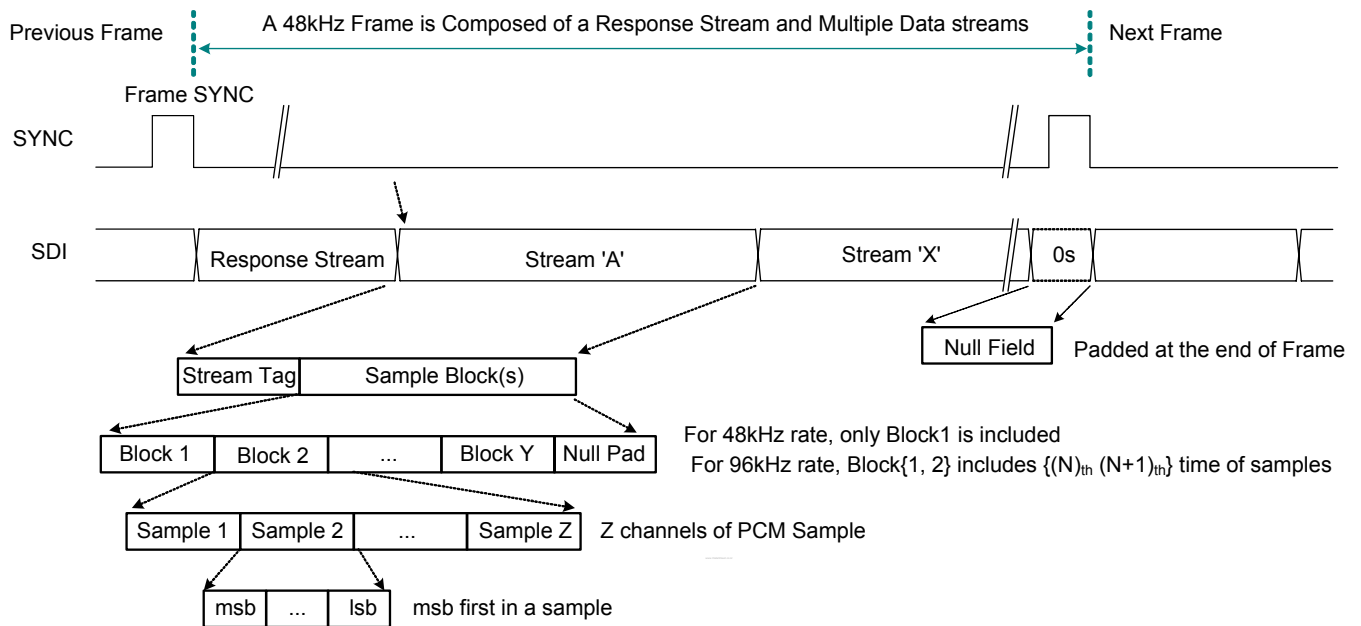 A 48kHz Frame is Composed of a Response Stream and Multiple Data streams
Previous Frame
Next Frame
Frame SYNC
SYNC
SDI
Response Stream
Stream 'A'
Stream 'X'
0s
Null Field
Padded at the end of Frame
Stream Tag
Sample Block(s)
Block 1
Block 2
...
Block Y
Null Pad
For 48kHz rate, only Block1 is included
For 96kHz rate, Block{1, 2} includes {(N)th (N+1)th} time of samples
Sample 1
Sample 2
...
Sample Z
Z channels of PCM Sample
msb
...
lsb
msb first in a sample